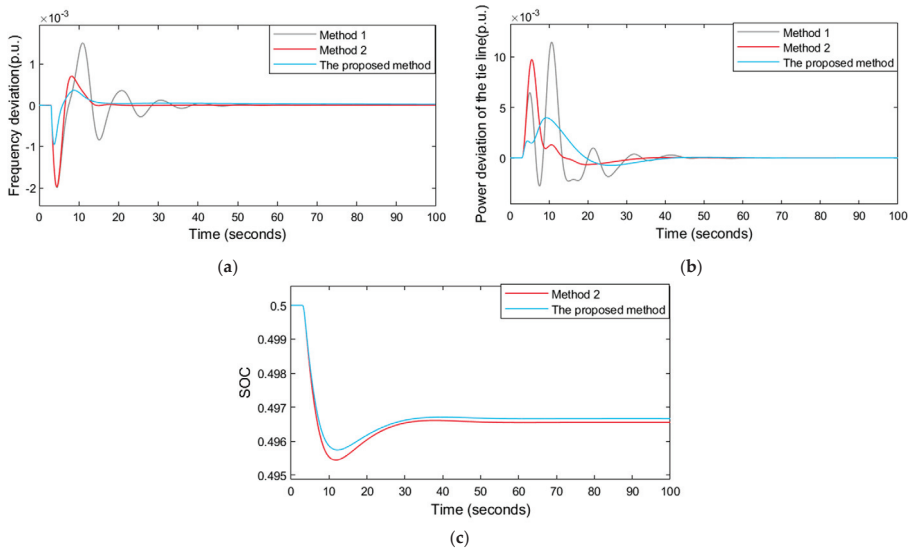 ×10⁻³
Frequency deviation(p.u.)
1
0
-1
-2
Method 1
Method 2
The proposed method
0 10 20 30 40 50 60 70 80 90 100
Time (seconds)
(a)
×10⁻³
Power deviation of the tie line(p.u.)
10
5
0
-5
Method 1
Method 2
The proposed method
0 10 20 30 40 50 60 70 80 90 100
Time (seconds)
(b)
SOC
0.5
0.499
0.498
0.497
0.496
0.495
Method 2
The proposed method
0 10 20 30 40 50 60 70 80 90 100
Time (seconds)
(c)